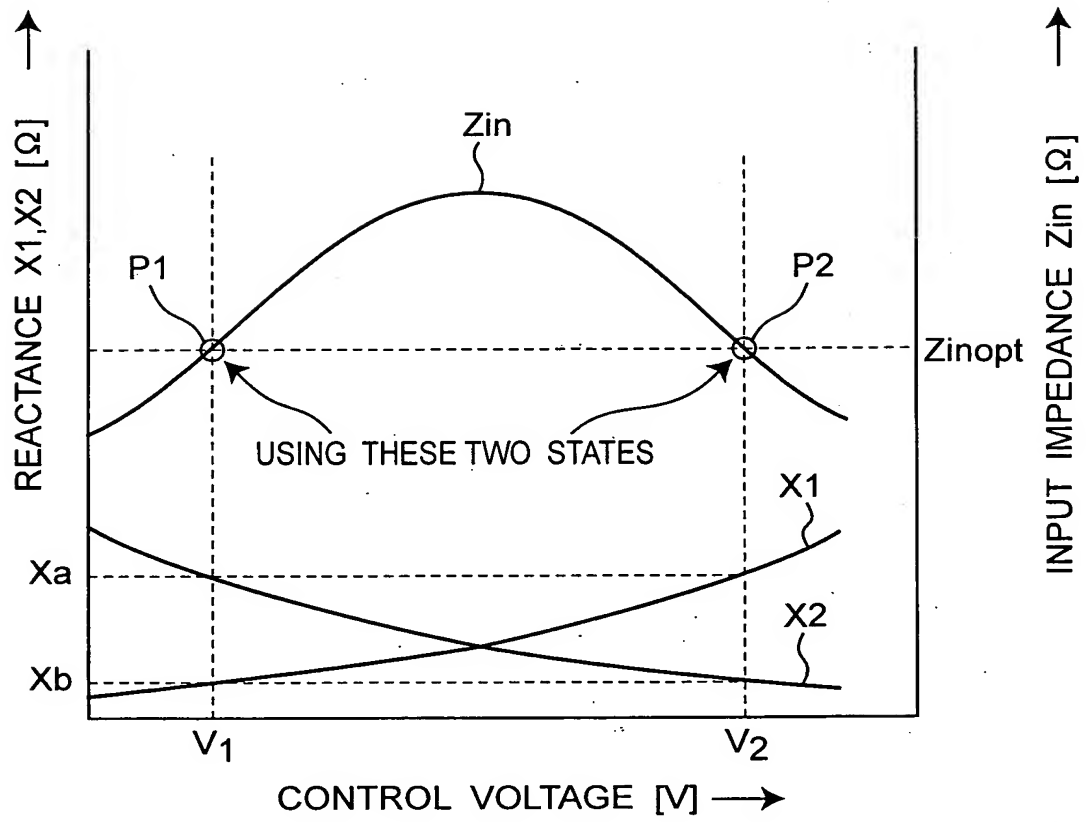 REACTANCE X1,X2 [Ω]
INPUT IMPEDANCE Zin [Ω]
Zin
P1
P2
Zinopt
USING THESE TWO STATES
X1
Xa
X2
Xb
V1
V2
CONTROL VOLTAGE [V]